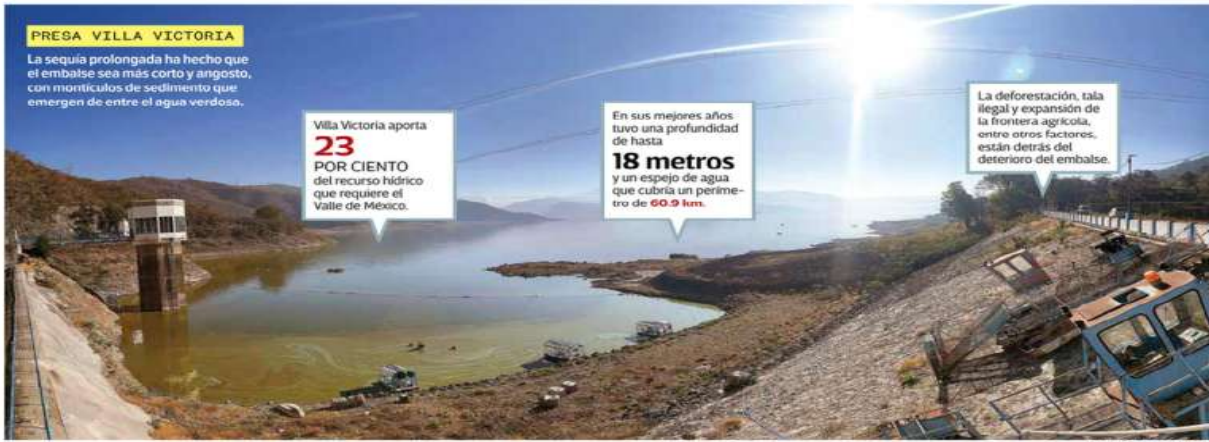 PRESA VILLA VICTORIA
La sequía prolongada ha hecho que
el embalse sea más corto y angosto,
con montículos de sedimento que
emergen de entre el agua verdosa.
Villa Victoria aporta
23
POR CIENTO
del recurso hídrico
que requiere el
Valle de México.
En sus mejores años
tuvo una profundidad
de hasta
18 metros
y un espejo de agua
que cubría un períme-
tro de 60.9 km.
La deforestación, tala
ilegal y expansión de
la frontera agrícola,
entre otros factores,
están detrás del
deterioro del embalse.